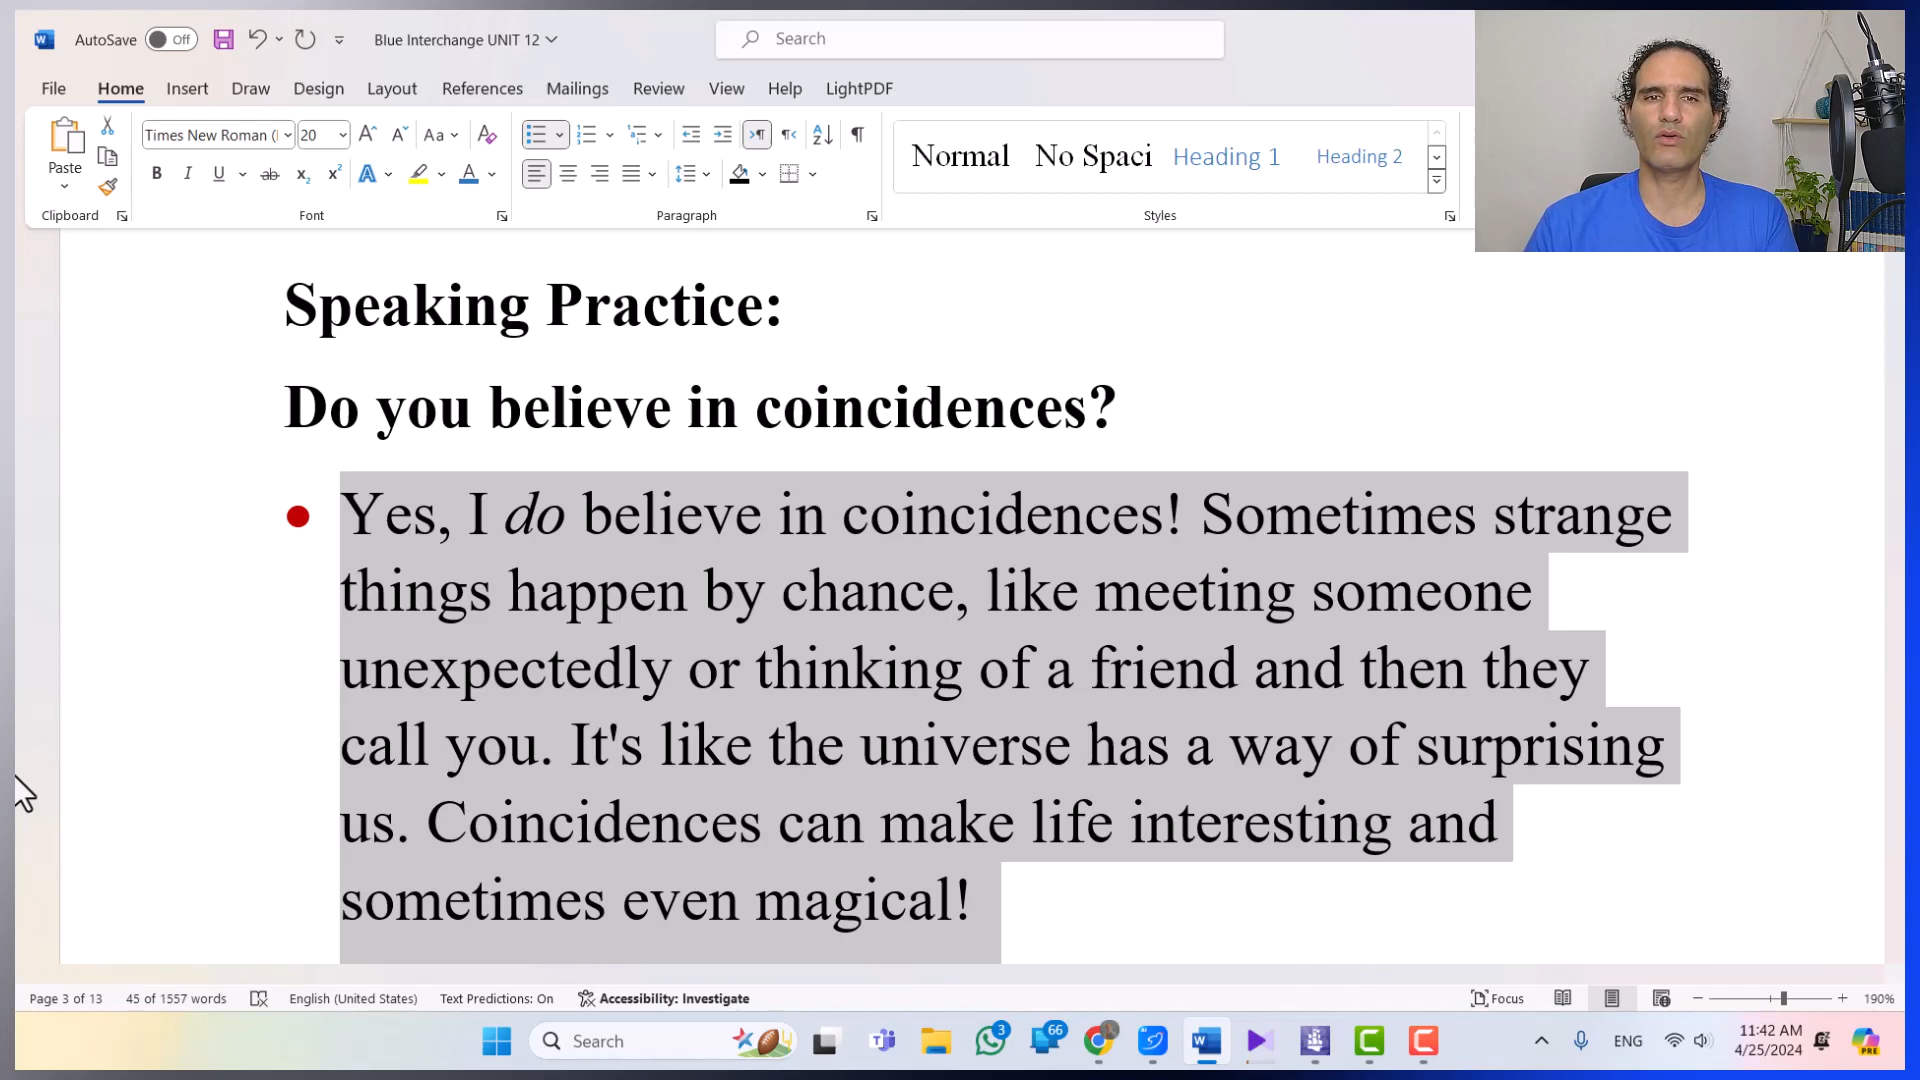 AutoSave Off Blue Interchange UNIT 12 Search
File Home Insert Draw Design Layout References Mailings Review View Help LightPDF
Paste Times New Roman ( 20 Aa Normal No Spaci Heading 1 Heading 2
Clipboard Font Paragraph Styles
Speaking Practice:
Do you believe in coincidences?
Yes, I do believe in coincidences! Sometimes strange
things happen by chance, like meeting someone
unexpectedly or thinking of a friend and then they
call you. It's like the universe has a way of surprising
us. Coincidences can make life interesting and
sometimes even magical!
Page 3 of 13 45 of 1557 words English (United States) Text Predictions: On Accessibility: Investigate Focus 190%
Search 3 66 ENG 11:42 AM
4/25/2024